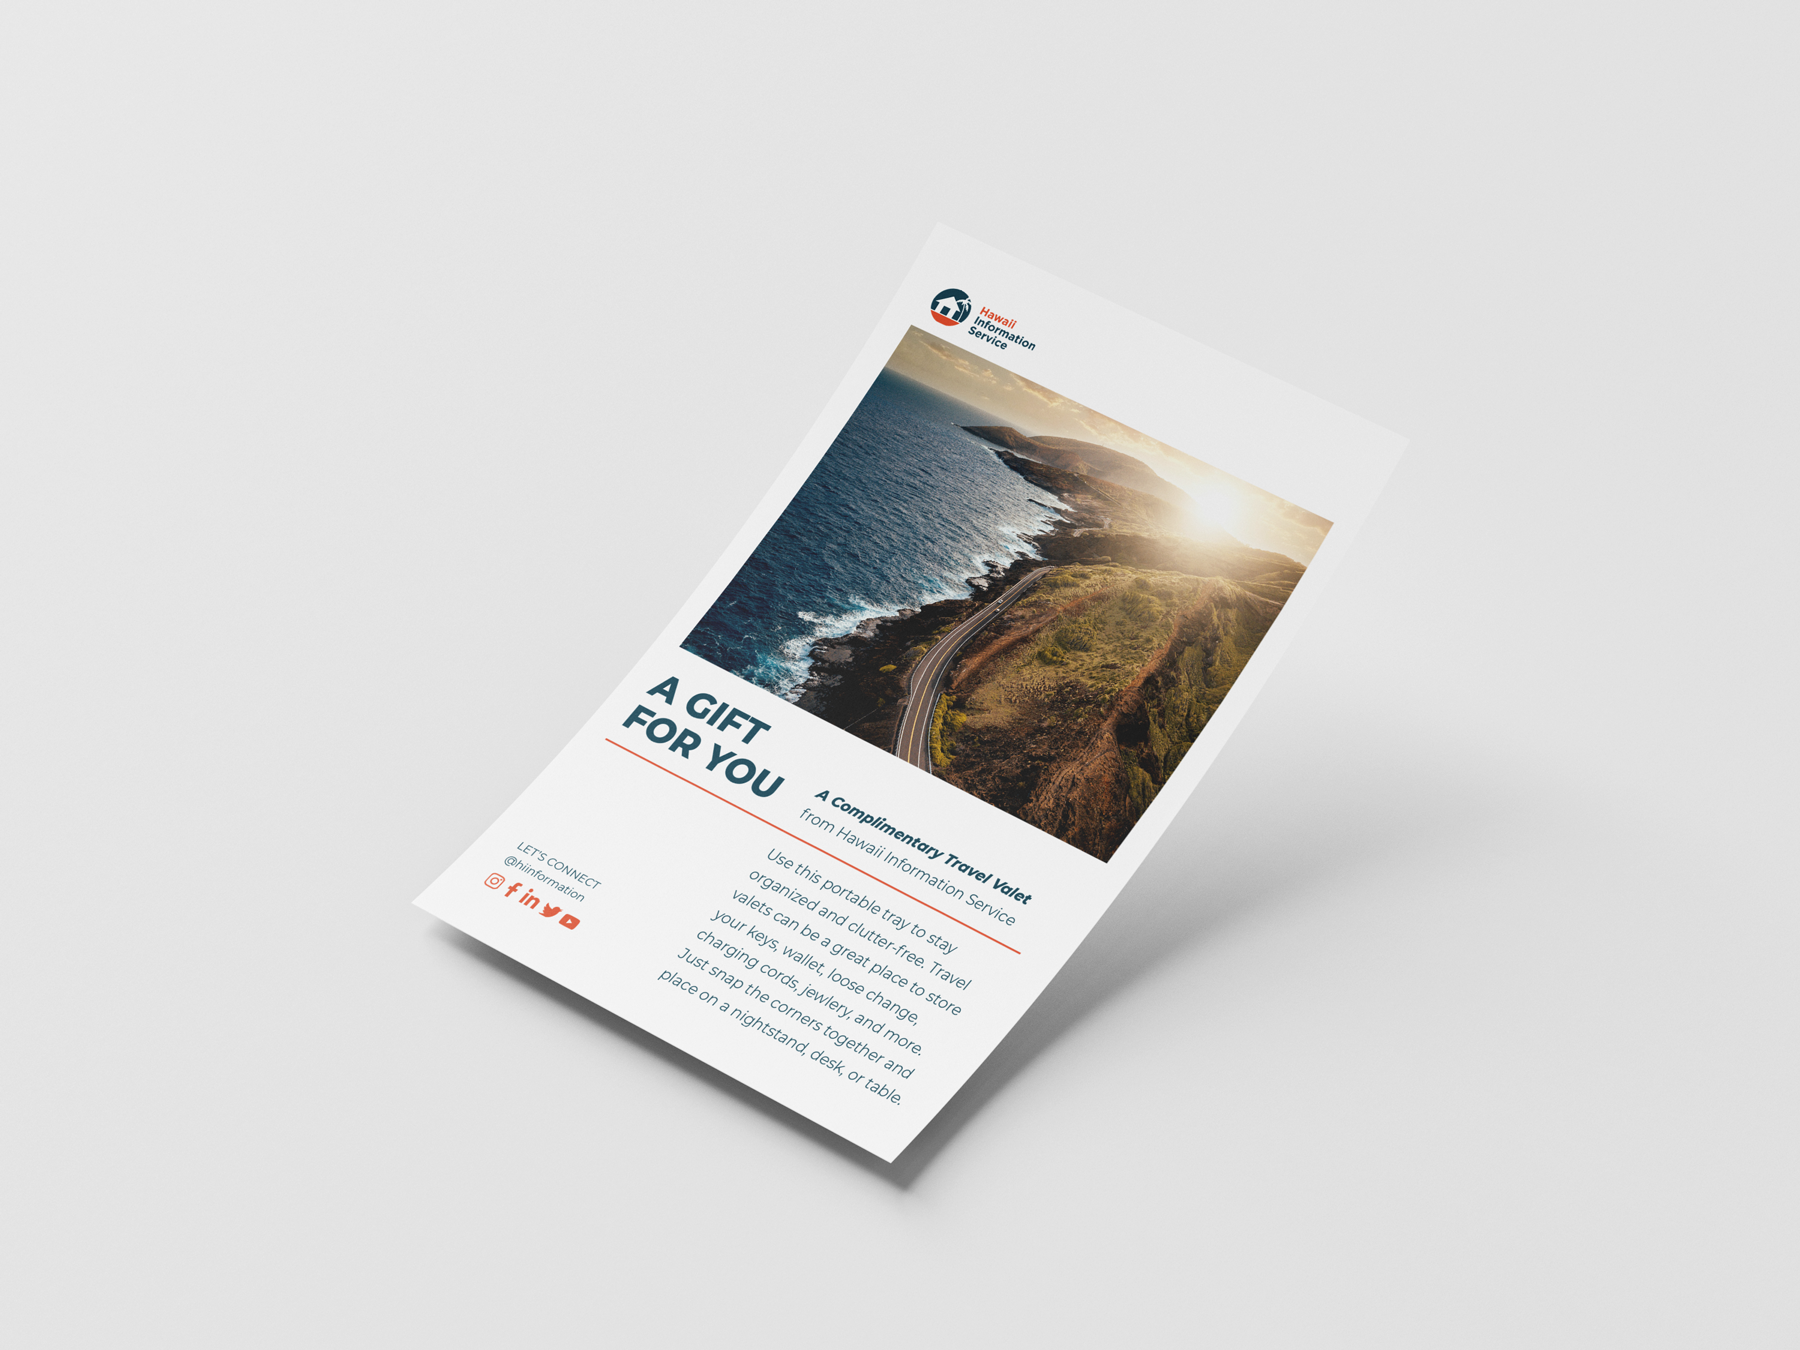 Hawaii
Information
Service
A GIFT
FOR YOU
A Complimentary Travel Valet
from Hawaii Information Service
LET'S CONNECT
@hiinformation
Use this portable tray to stay
organized and clutter-free. Travel
valets can be a great place to store
your keys, wallet, loose change,
charging cords, jewlery, and more.
Just snap the corners together and
place on a nightstand, desk, or table.